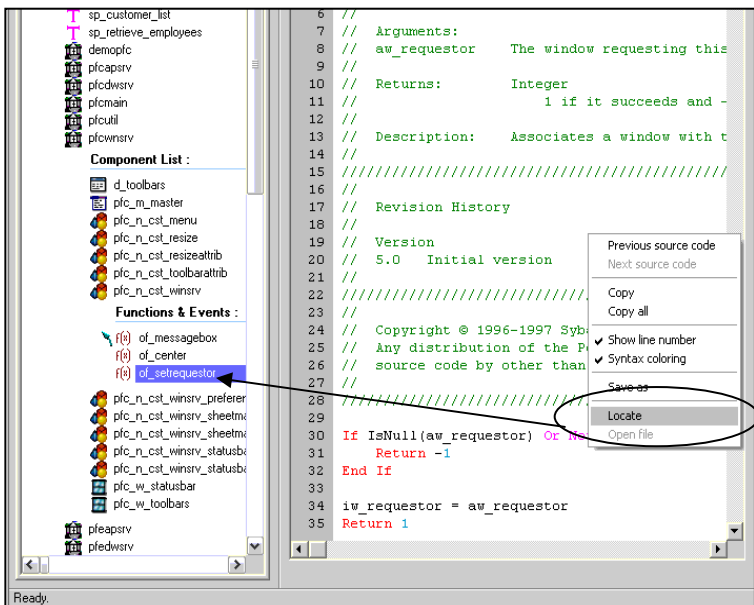 sp_customer_list
sp_retrieve_employees
demopfc
pfcapsrv
pfcdwsrv
pfcmain
pfcutil
pfcwnsrv
Component List :
d_toolbars
pfc_m_master
pfc_n_cst_menu
pfc_n_cst_resize
pfc_n_cst_resizeattrib
pfc_n_cst_toolbarattrib
pfc_n_cst_winsrv
Functions & Events :
f(x) of_messagebox
f(x) of_center
f(x) of_setrequestor
pfc_n_cst_winsrv_preferer
pfc_n_cst_winsrv_sheetma
pfc_n_cst_winsrv_sheetma
pfc_n_cst_winsrv_statusba
pfc_n_cst_winsrv_statusba
pfc_w_statusbar
pfc_w_toolbars
pfeapsrv
pfedwsrv
6 //
7 // Arguments:
8 // aw_requestor The window requesting this
9 //
10 // Returns: Integer
11 // 1 if it succeeds and -
12 //
13 // Description: Associates a window with t
14 //
15 ////////////////////////////////////////////////
16 //
17 // Revision History
18 //
19 // Version
20 // 5.0 Initial version
21 //
22 //////////////////////////////
23 //
24 // Copyright © 1996-1997 Syba
25 // Any distribution of the P
26 // source code by other than
27 //
28 //////////////////////////////
29
30 If IsNull(aw_requestor) Or No
31 Return -1
32 End If
33
34 iw_requestor = aw_requestor
35 Return 1
Previous source code
Next source code
Copy
Copy all
Show line number
Syntax coloring
Save as
Locate
Open file
Ready.